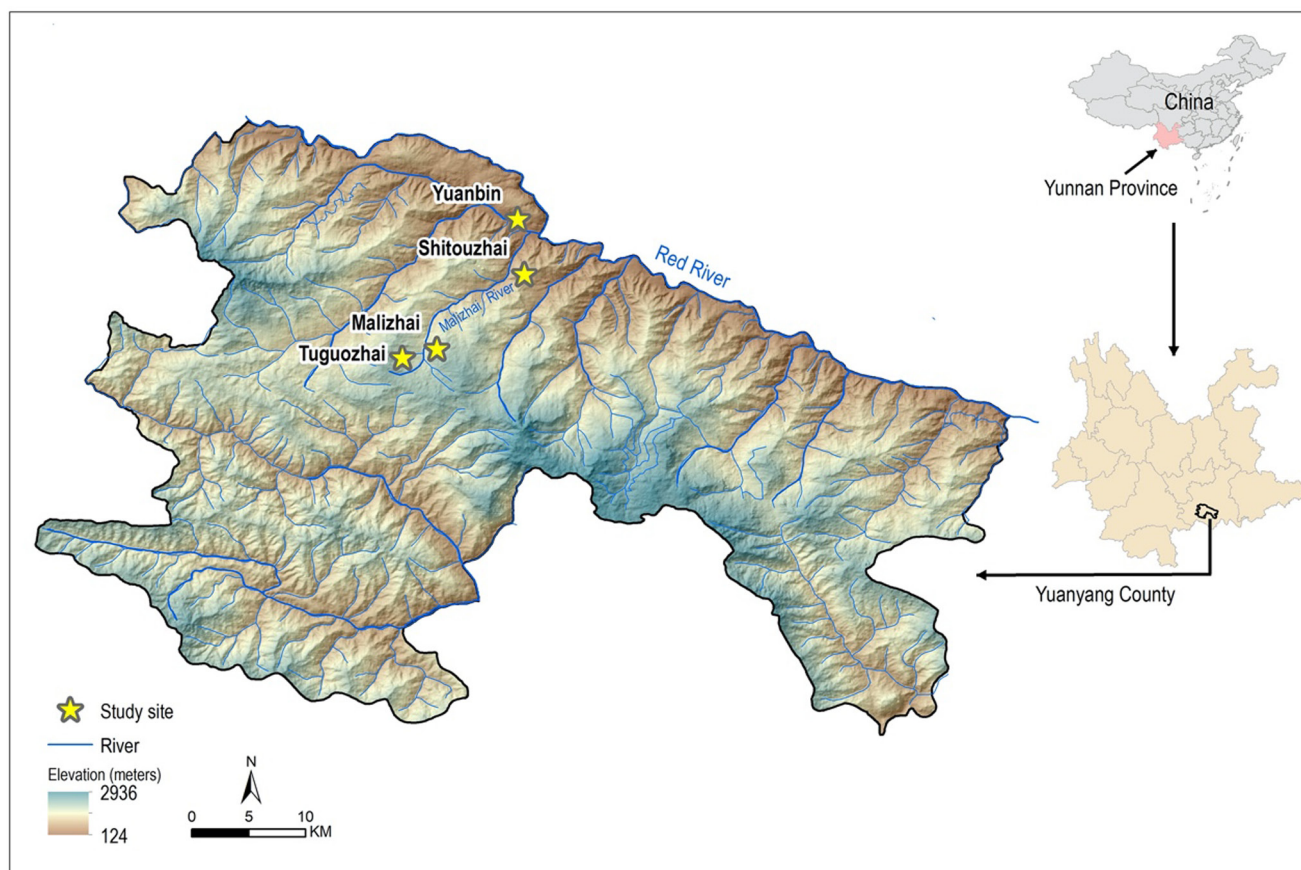 China
Yunnan Province
Yuanbin
Shitouzhai
Red River
Malizhai River
Malizhai
Tuguozhai
Yuanyang County
Study site
River
Elevation (meters)
2936
124
N
0 5 10
KM